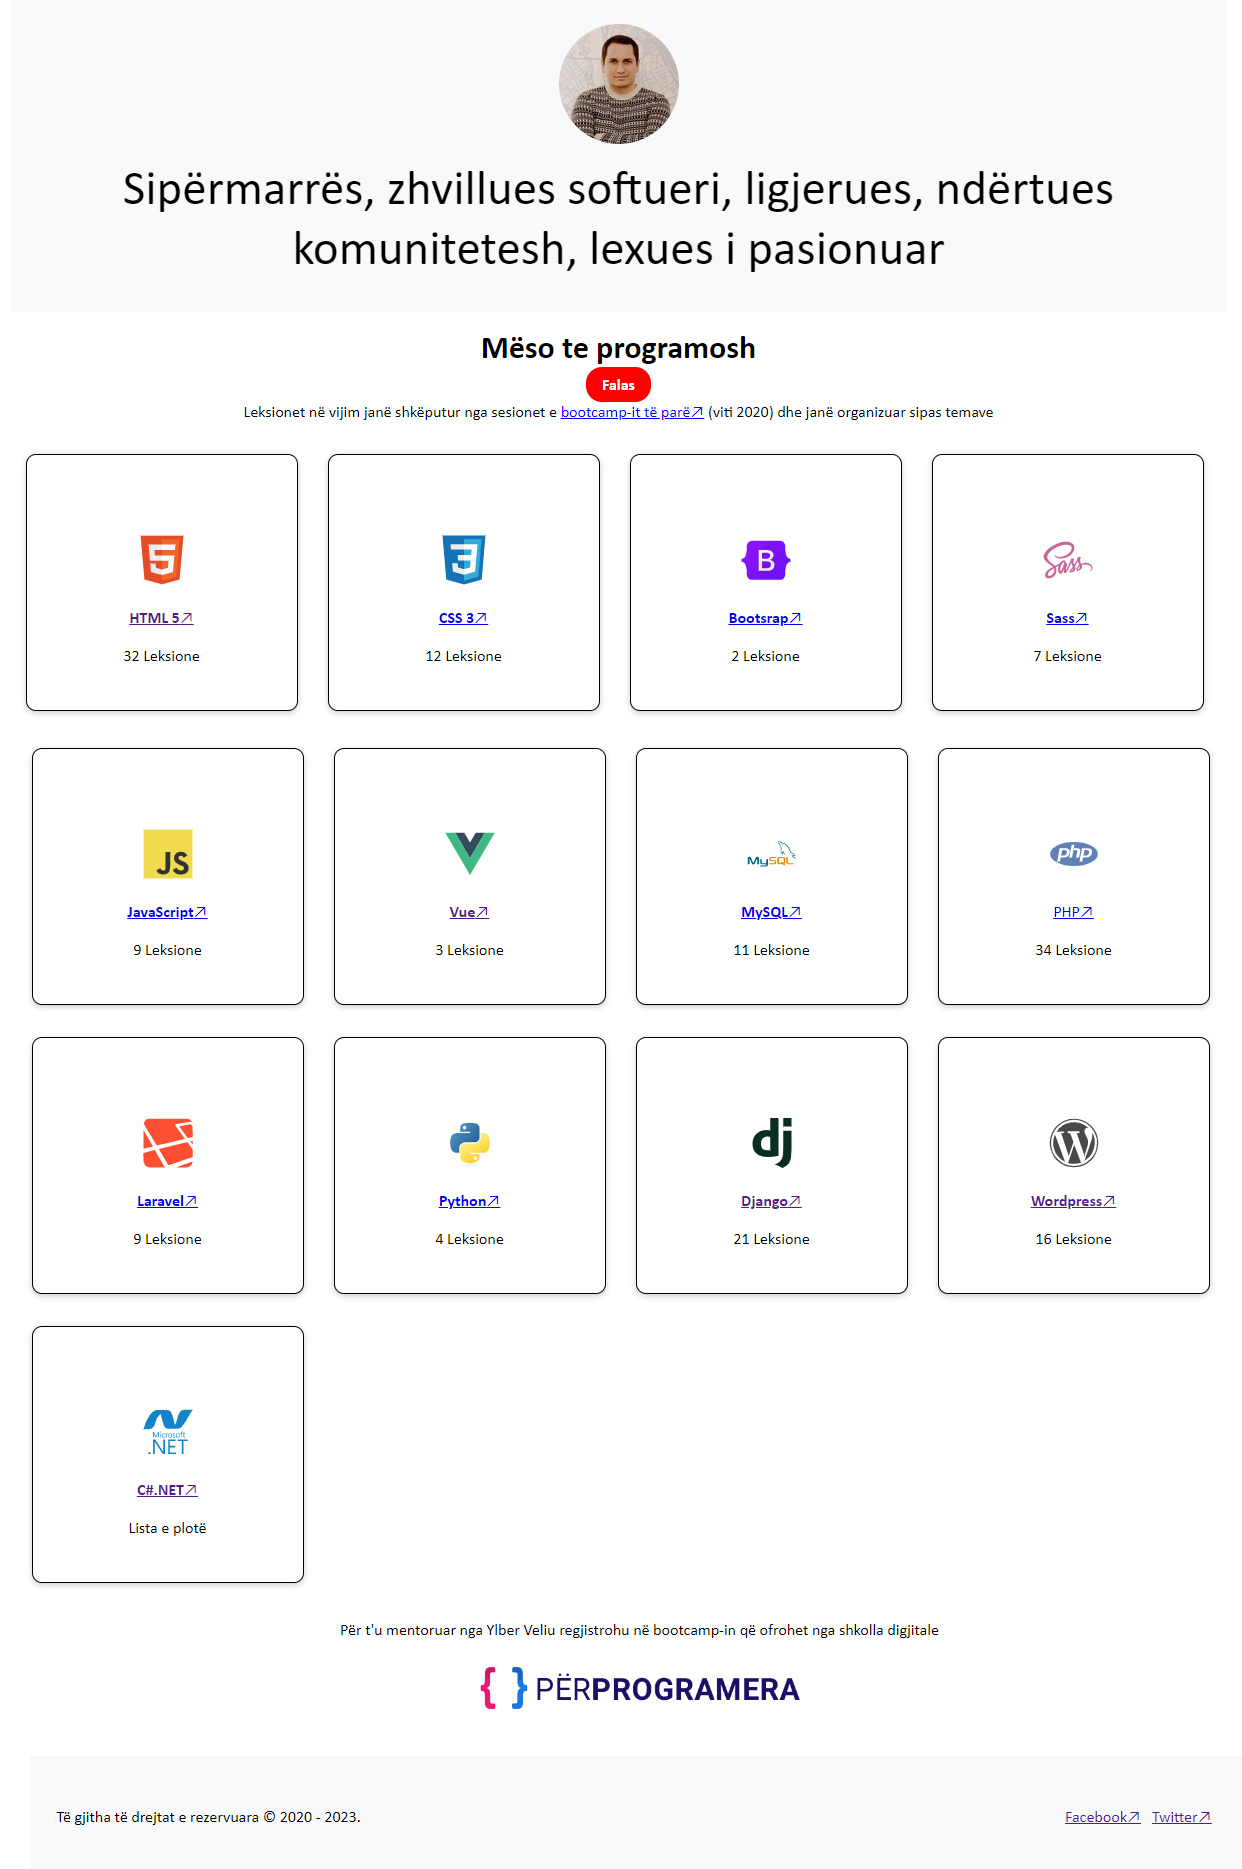 Sipërmarrës, zhvillues softueri, ligjerues, ndërtues
komunitetesh, lexues i pasionuar
Mëso te programosh
Falas
Leksionet në vijim janë shkëputur nga sesionet e bootcamp-it të parë (viti 2020) dhe janë organizuar sipas temave
5
3
B
Sass
HTML 5
CSS 3
Bootsrap
Sass
32 Leksione
12 Leksione
2 Leksione
7 Leksione
JS
MySQL
php
JavaScript
Vue
MySQL
PHP
9 Leksione
3 Leksione
11 Leksione
34 Leksione
dj
W
Laravel
Python
Django
Wordpress
9 Leksione
4 Leksione
21 Leksione
16 Leksione
Microsoft
.NET
C#.NET
Lista e plotë
Për t'u mentoruar nga Ylber Veliu regjistrohu në bootcamp-in që ofrohet nga shkolla digjitale
{ } PËRPROGRAMERA
Të gjitha të drejtat e rezervuara © 2020 - 2023.
Facebook Twitter